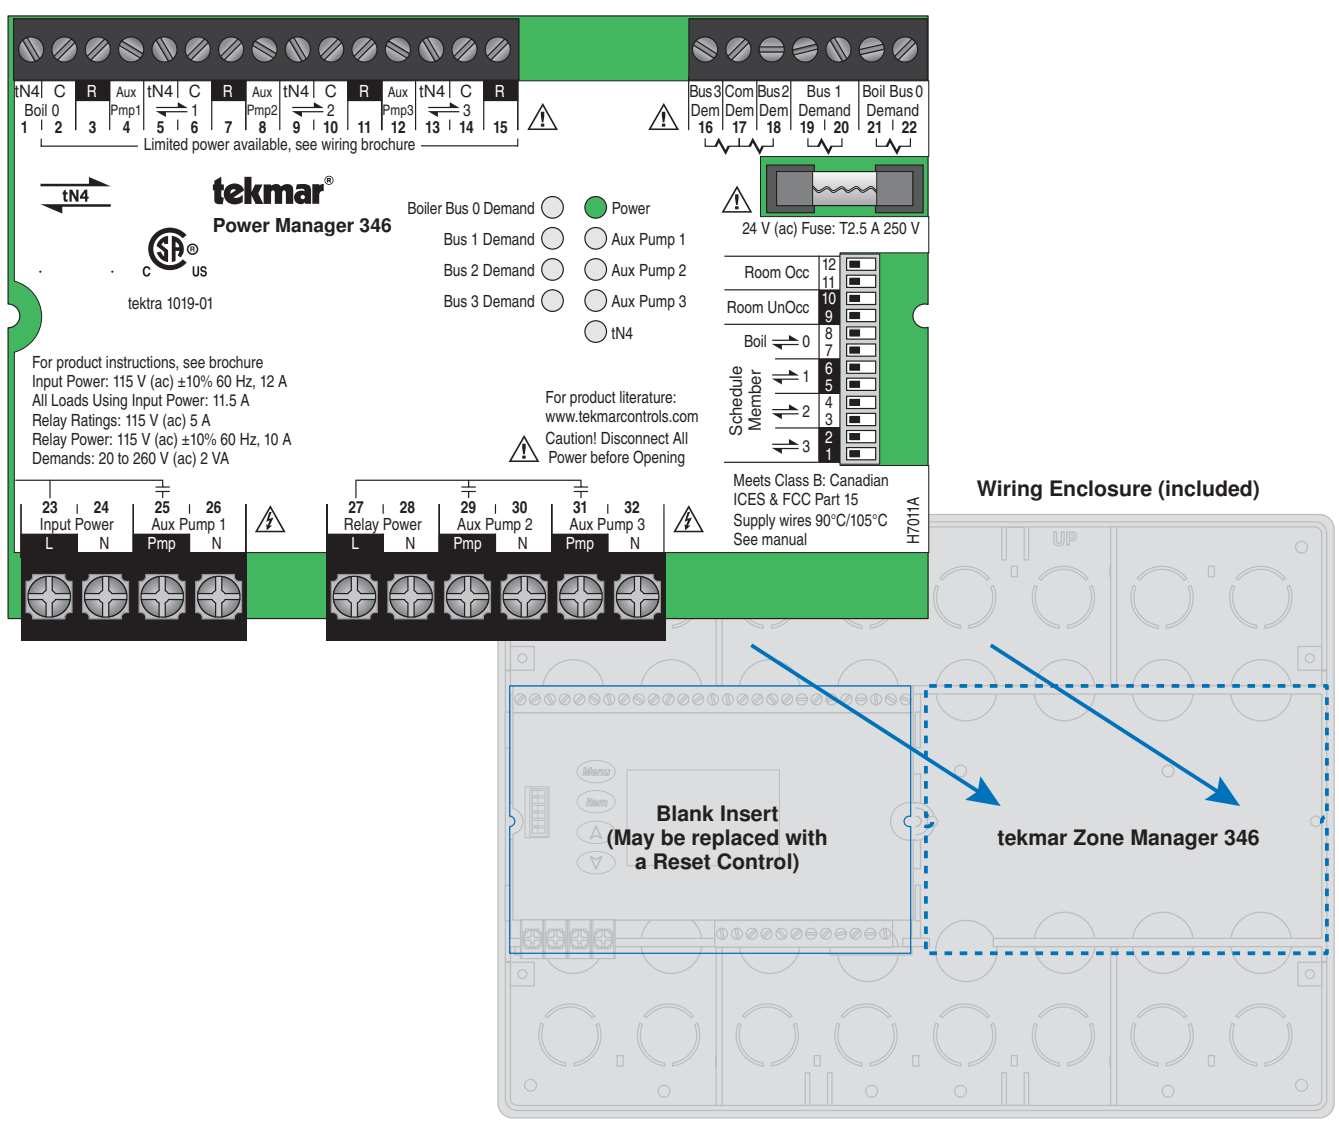 tN4 C R Aux tN4 C R Aux tN4 C R Aux tN4 C R
Boil 0 Pmp1 1 Pmp2 2 Pmp3 3
1 2 3 4 5 6 7 8 9 10 11 12 13 14 15
Limited power available, see wiring brochure
Bus 3 Com Bus 2 Bus 1 Boil Bus 0
Dem Dem Dem Demand Demand
16 17 18 19 20 21 22
tN4
tekmar®
Power Manager 346
C US ®
tektra 1019-01
Boiler Bus 0 Demand
Bus 1 Demand
Bus 2 Demand
Bus 3 Demand
Power
Aux Pump 1
Aux Pump 2
Aux Pump 3
tN4
24 V (ac) Fuse: T2.5 A 250 V
Room Occ 12
11
Room UnOcc 10
9
Boil 0 8
7
Schedule
Member
1 6
5
2 4
3
3 2
1
For product instructions, see brochure
Input Power: 115 V (ac) ±10% 60 Hz, 12 A
All Loads Using Input Power: 11.5 A
Relay Ratings: 115 V (ac) 5 A
Relay Power: 115 V (ac) ±10% 60 Hz, 10 A
Demands: 20 to 260 V (ac) 2 VA
For product literature:
www.tekmarcontrols.com
Caution! Disconnect All
Power before Opening
Meets Class B: Canadian
ICES & FCC Part 15
Supply wires 90°C/105°C
See manual
H7011A
23 24 25 26
Input Power Aux Pump 1
L N Pmp N
27 28 29 30 31 32
Relay Power Aux Pump 2 Aux Pump 3
L N Pmp N Pmp N
Wiring Enclosure (included)
UP
Menu
Item
Blank Insert
(May be replaced with
a Reset Control)
tekmar Zone Manager 346